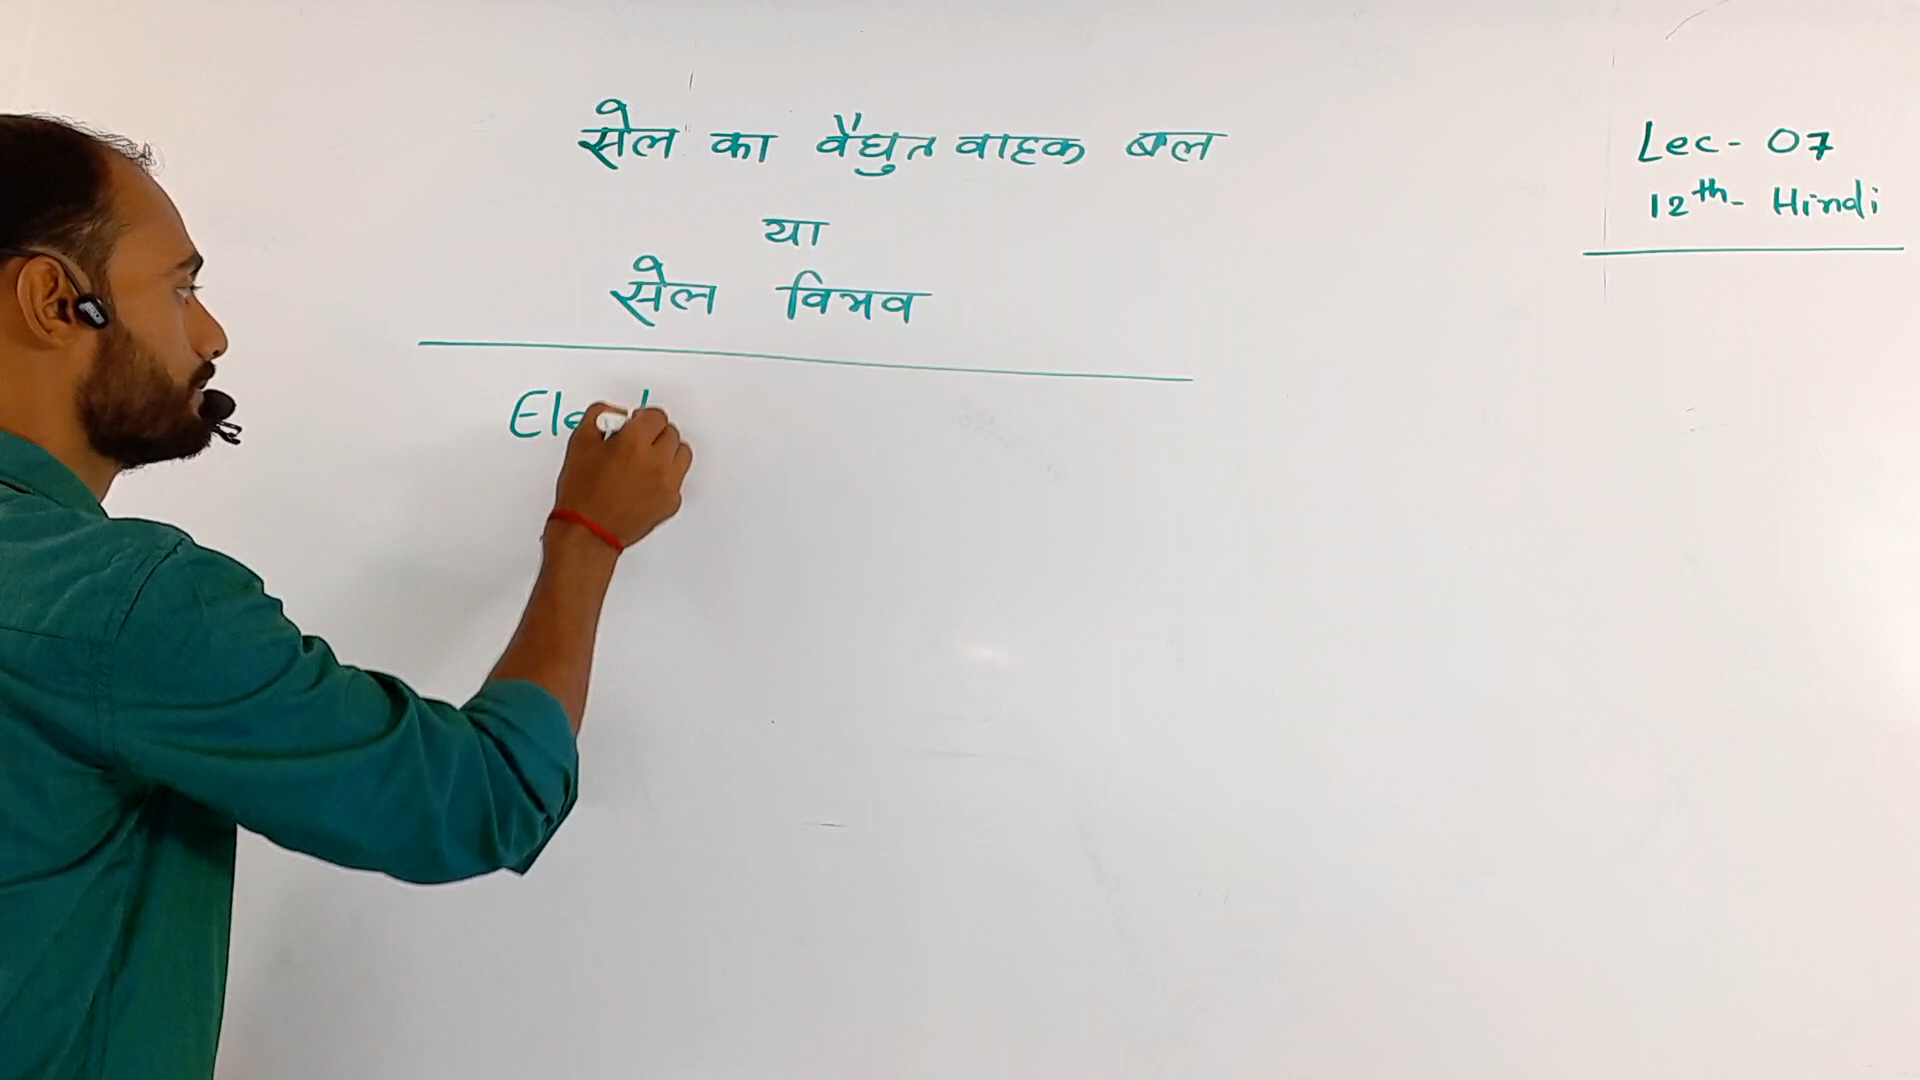 सेल का वैद्युत वाहक बल
या
सेल विभव
Lec- 07
12th- Hindi